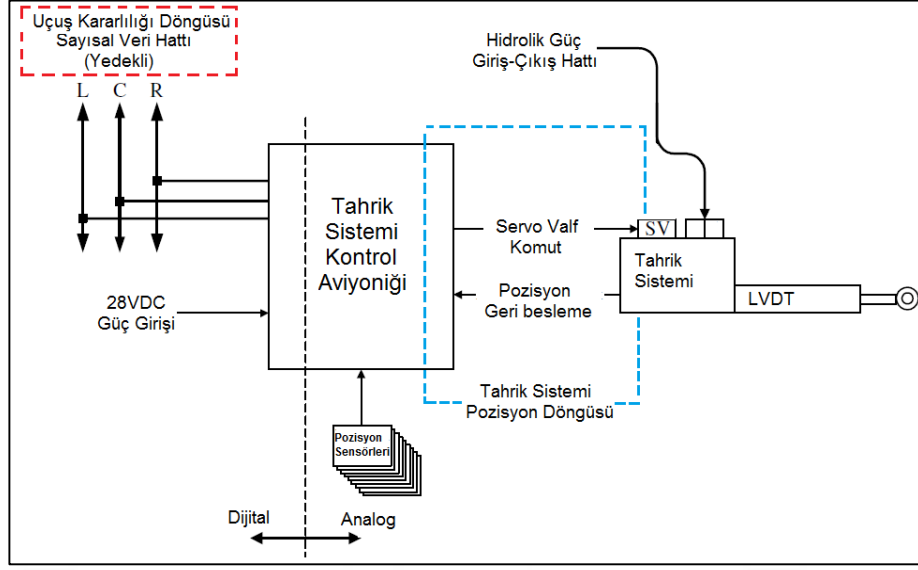 Uçuş Kararlılığı Döngüsü
Sayısal Veri Hattı
(Yedekli)
L C R
Hidrolik Güç
Giriş-Çıkış Hattı
Tahrik
Sistemi
Kontrol
Aviyoniği
Servo Valf
Komut
SV
Tahrik
Sistemi
LVDT
Pozisyon
Geri besleme
28VDC
Güç Girişi
Tahrik Sistemi
Pozisyon Döngüsü
Pozisyon
Sensörleri
Dijital
Analog